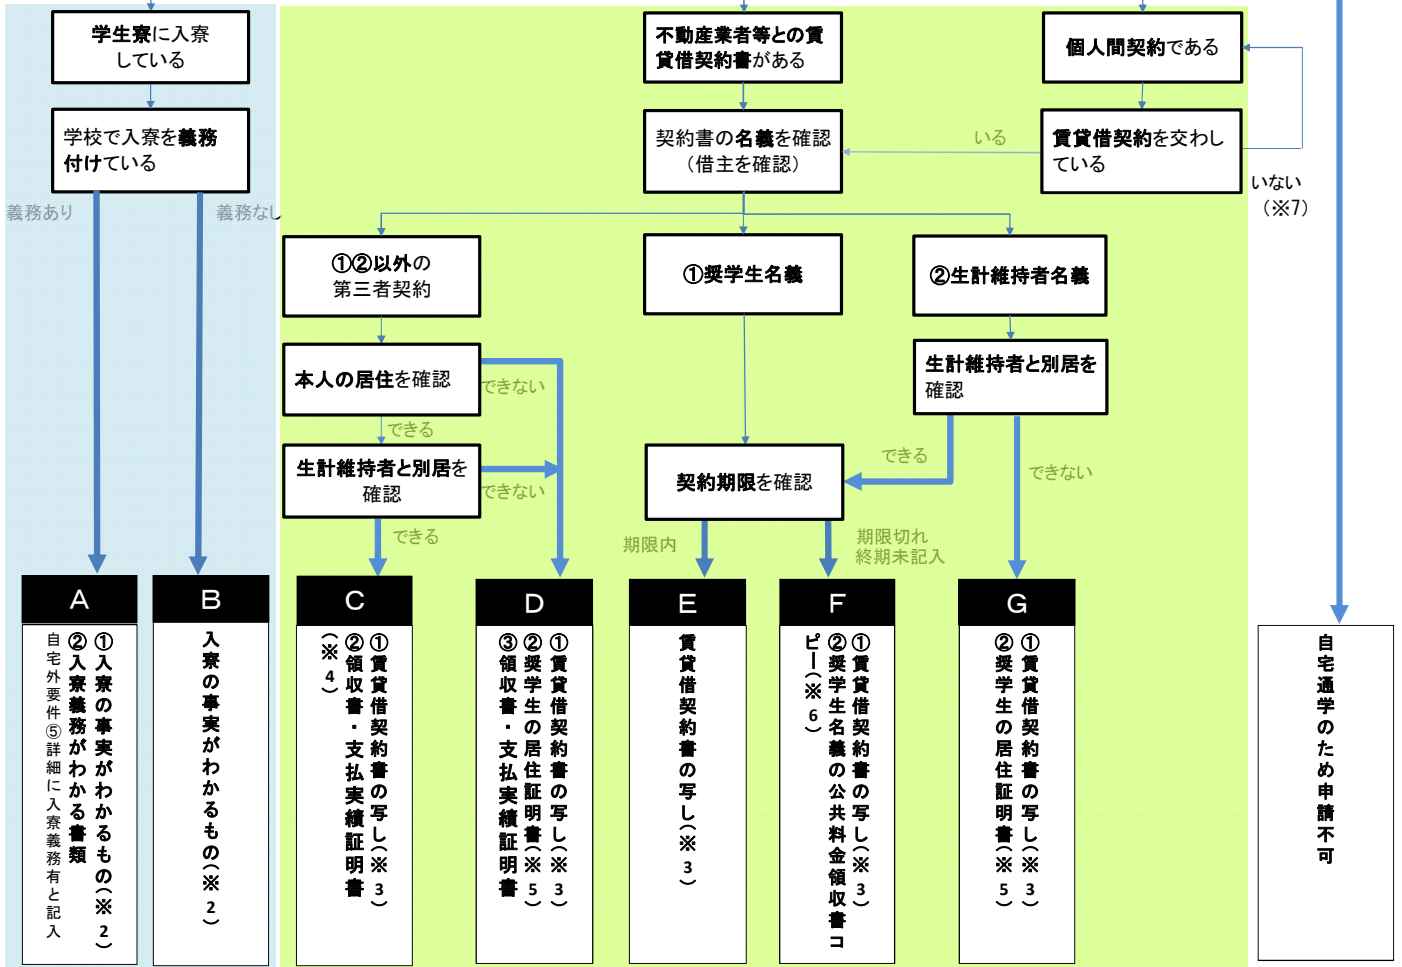 学生寮に入寮
している
学校で入寮を義務
付けている
義務あり
義務なし
不動産業者等との賃
貸借契約書がある
個人間契約である
契約書の名義を確認
（借主を確認）
いる
賃貸借契約を交わし
ている
いない
（※7）
①②以外の
第三者契約
①奨学生名義
②生計維持者名義
本人の居住を確認
できない
できる
生計維持者と別居を
確認
できない
できる
生計維持者と別居を
確認
できる
できない
契約期限を確認
期限内
期限切れ
終期未記入
A
①入寮の事実がわかるもの（※2）
②入寮義務がわかる書類
自宅外要件⑤詳細に入寮義務有と記入
B
入寮の事実がわかるもの（※2）
C
①賃貸借契約書の写し（※3）
②領収書・支払実績証明書
（※4）
D
①賃貸借契約書の写し（※3）
②奨学生の居住証明書（※5）
③領収書・支払実績証明書
E
賃貸借契約書の写し（※3）
F
①賃貸借契約書の写し（※3）
②奨学生名義の公共料金領収書コ
ピー（※6）
G
①賃貸借契約書の写し（※3）
②奨学生の居住証明書（※5）
自宅通学のため申請不可